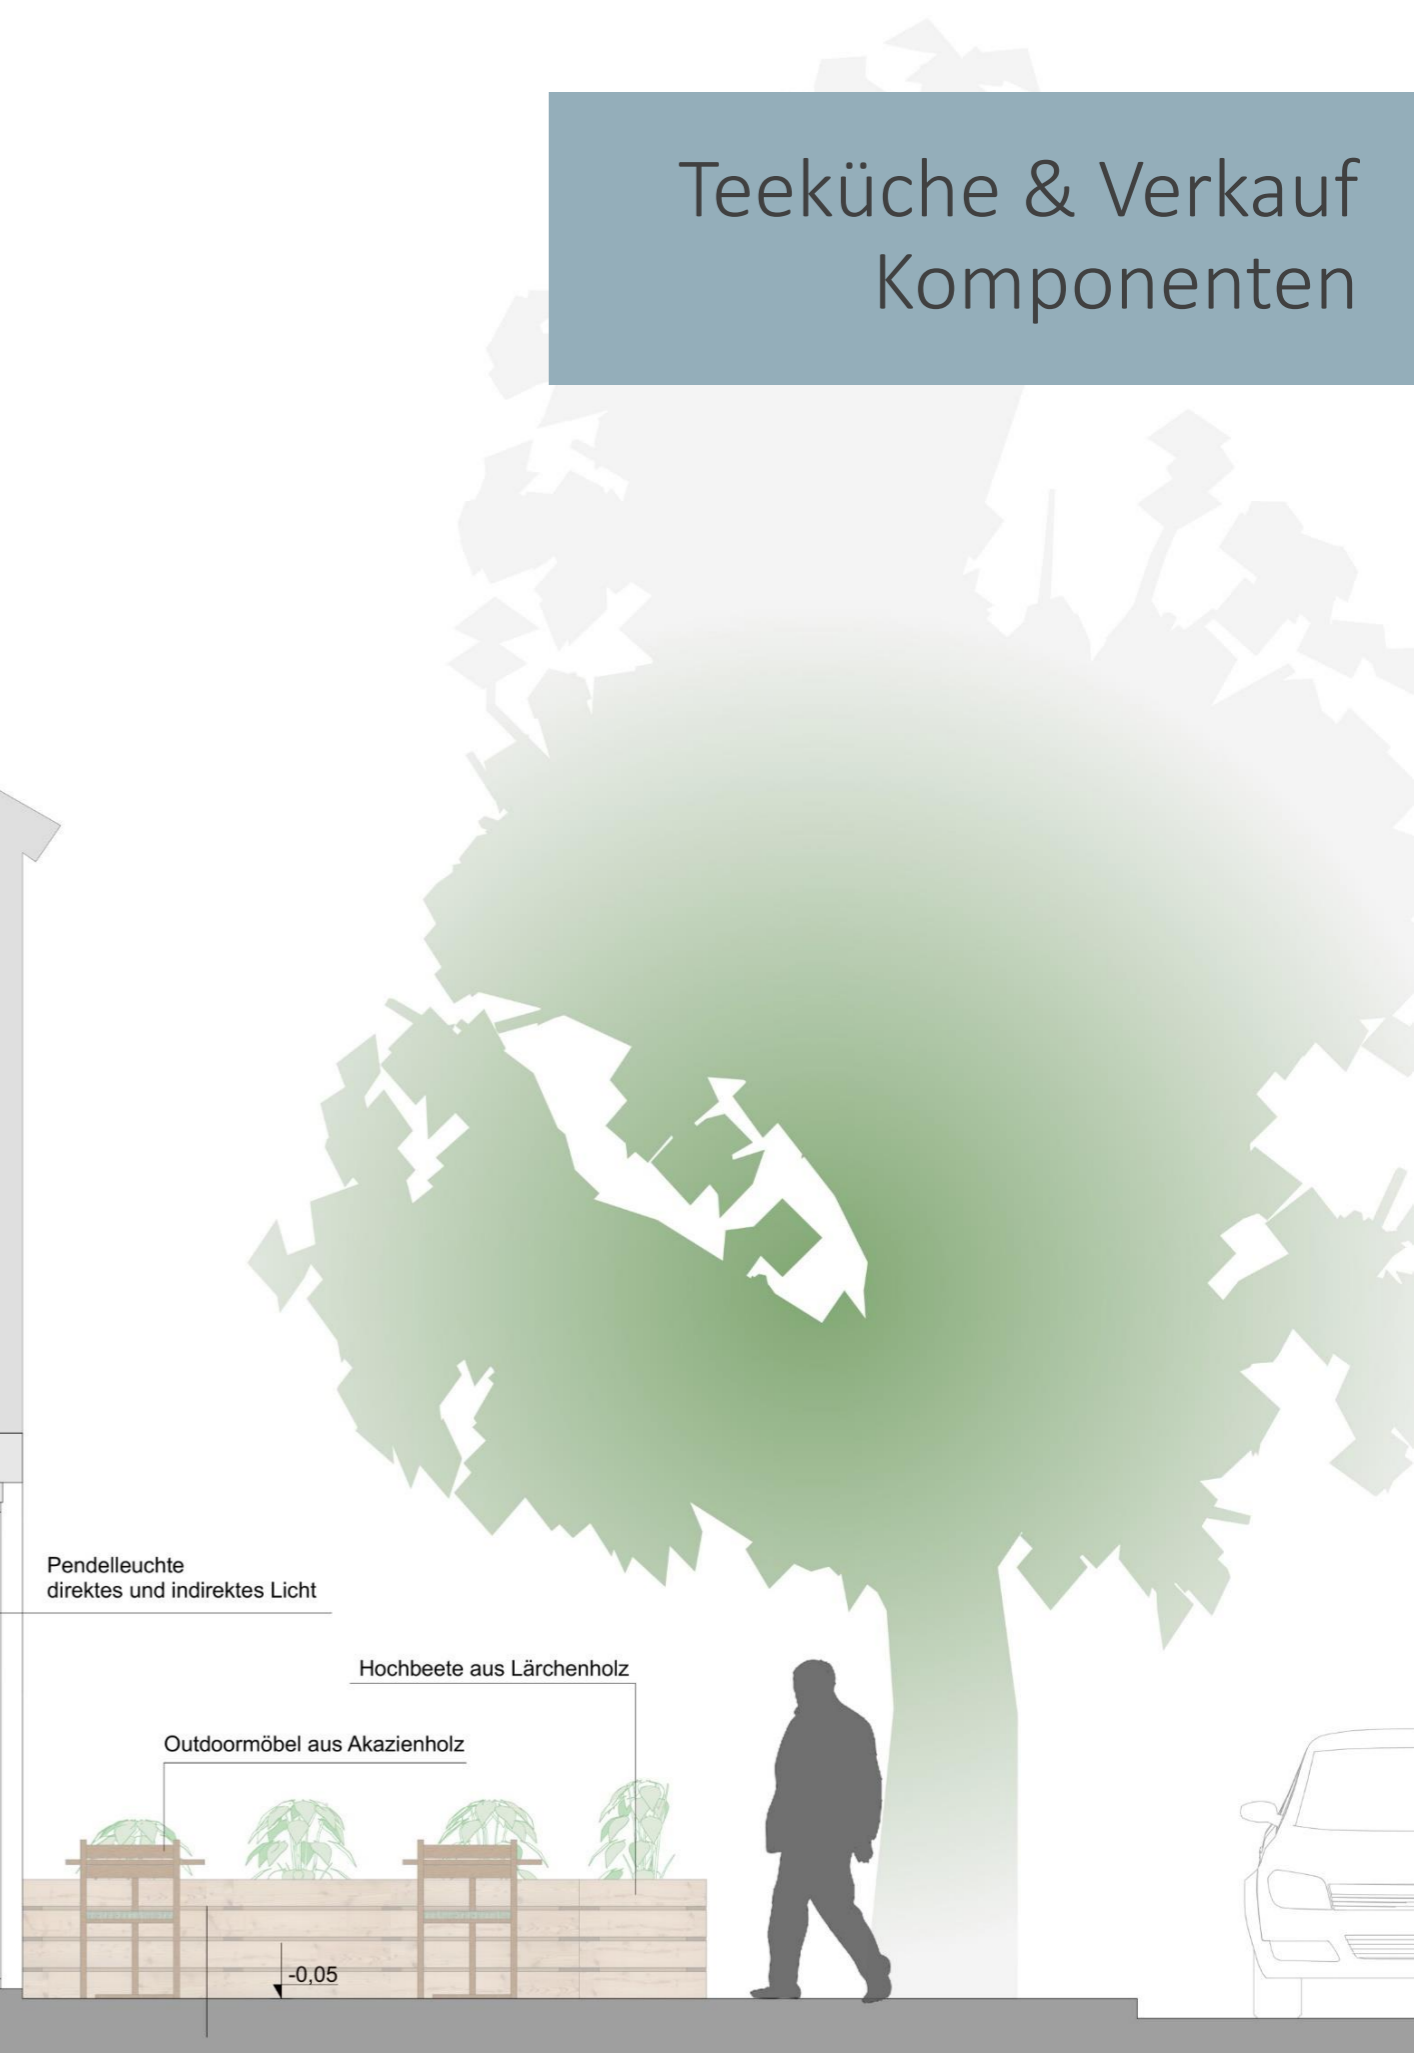 Teeküche & Verkauf
Komponenten
Pendelleuchte
direktes und indirektes Licht
Hochbeete aus Lärchenholz
Outdoormöbel aus Akazienholz
-0,05